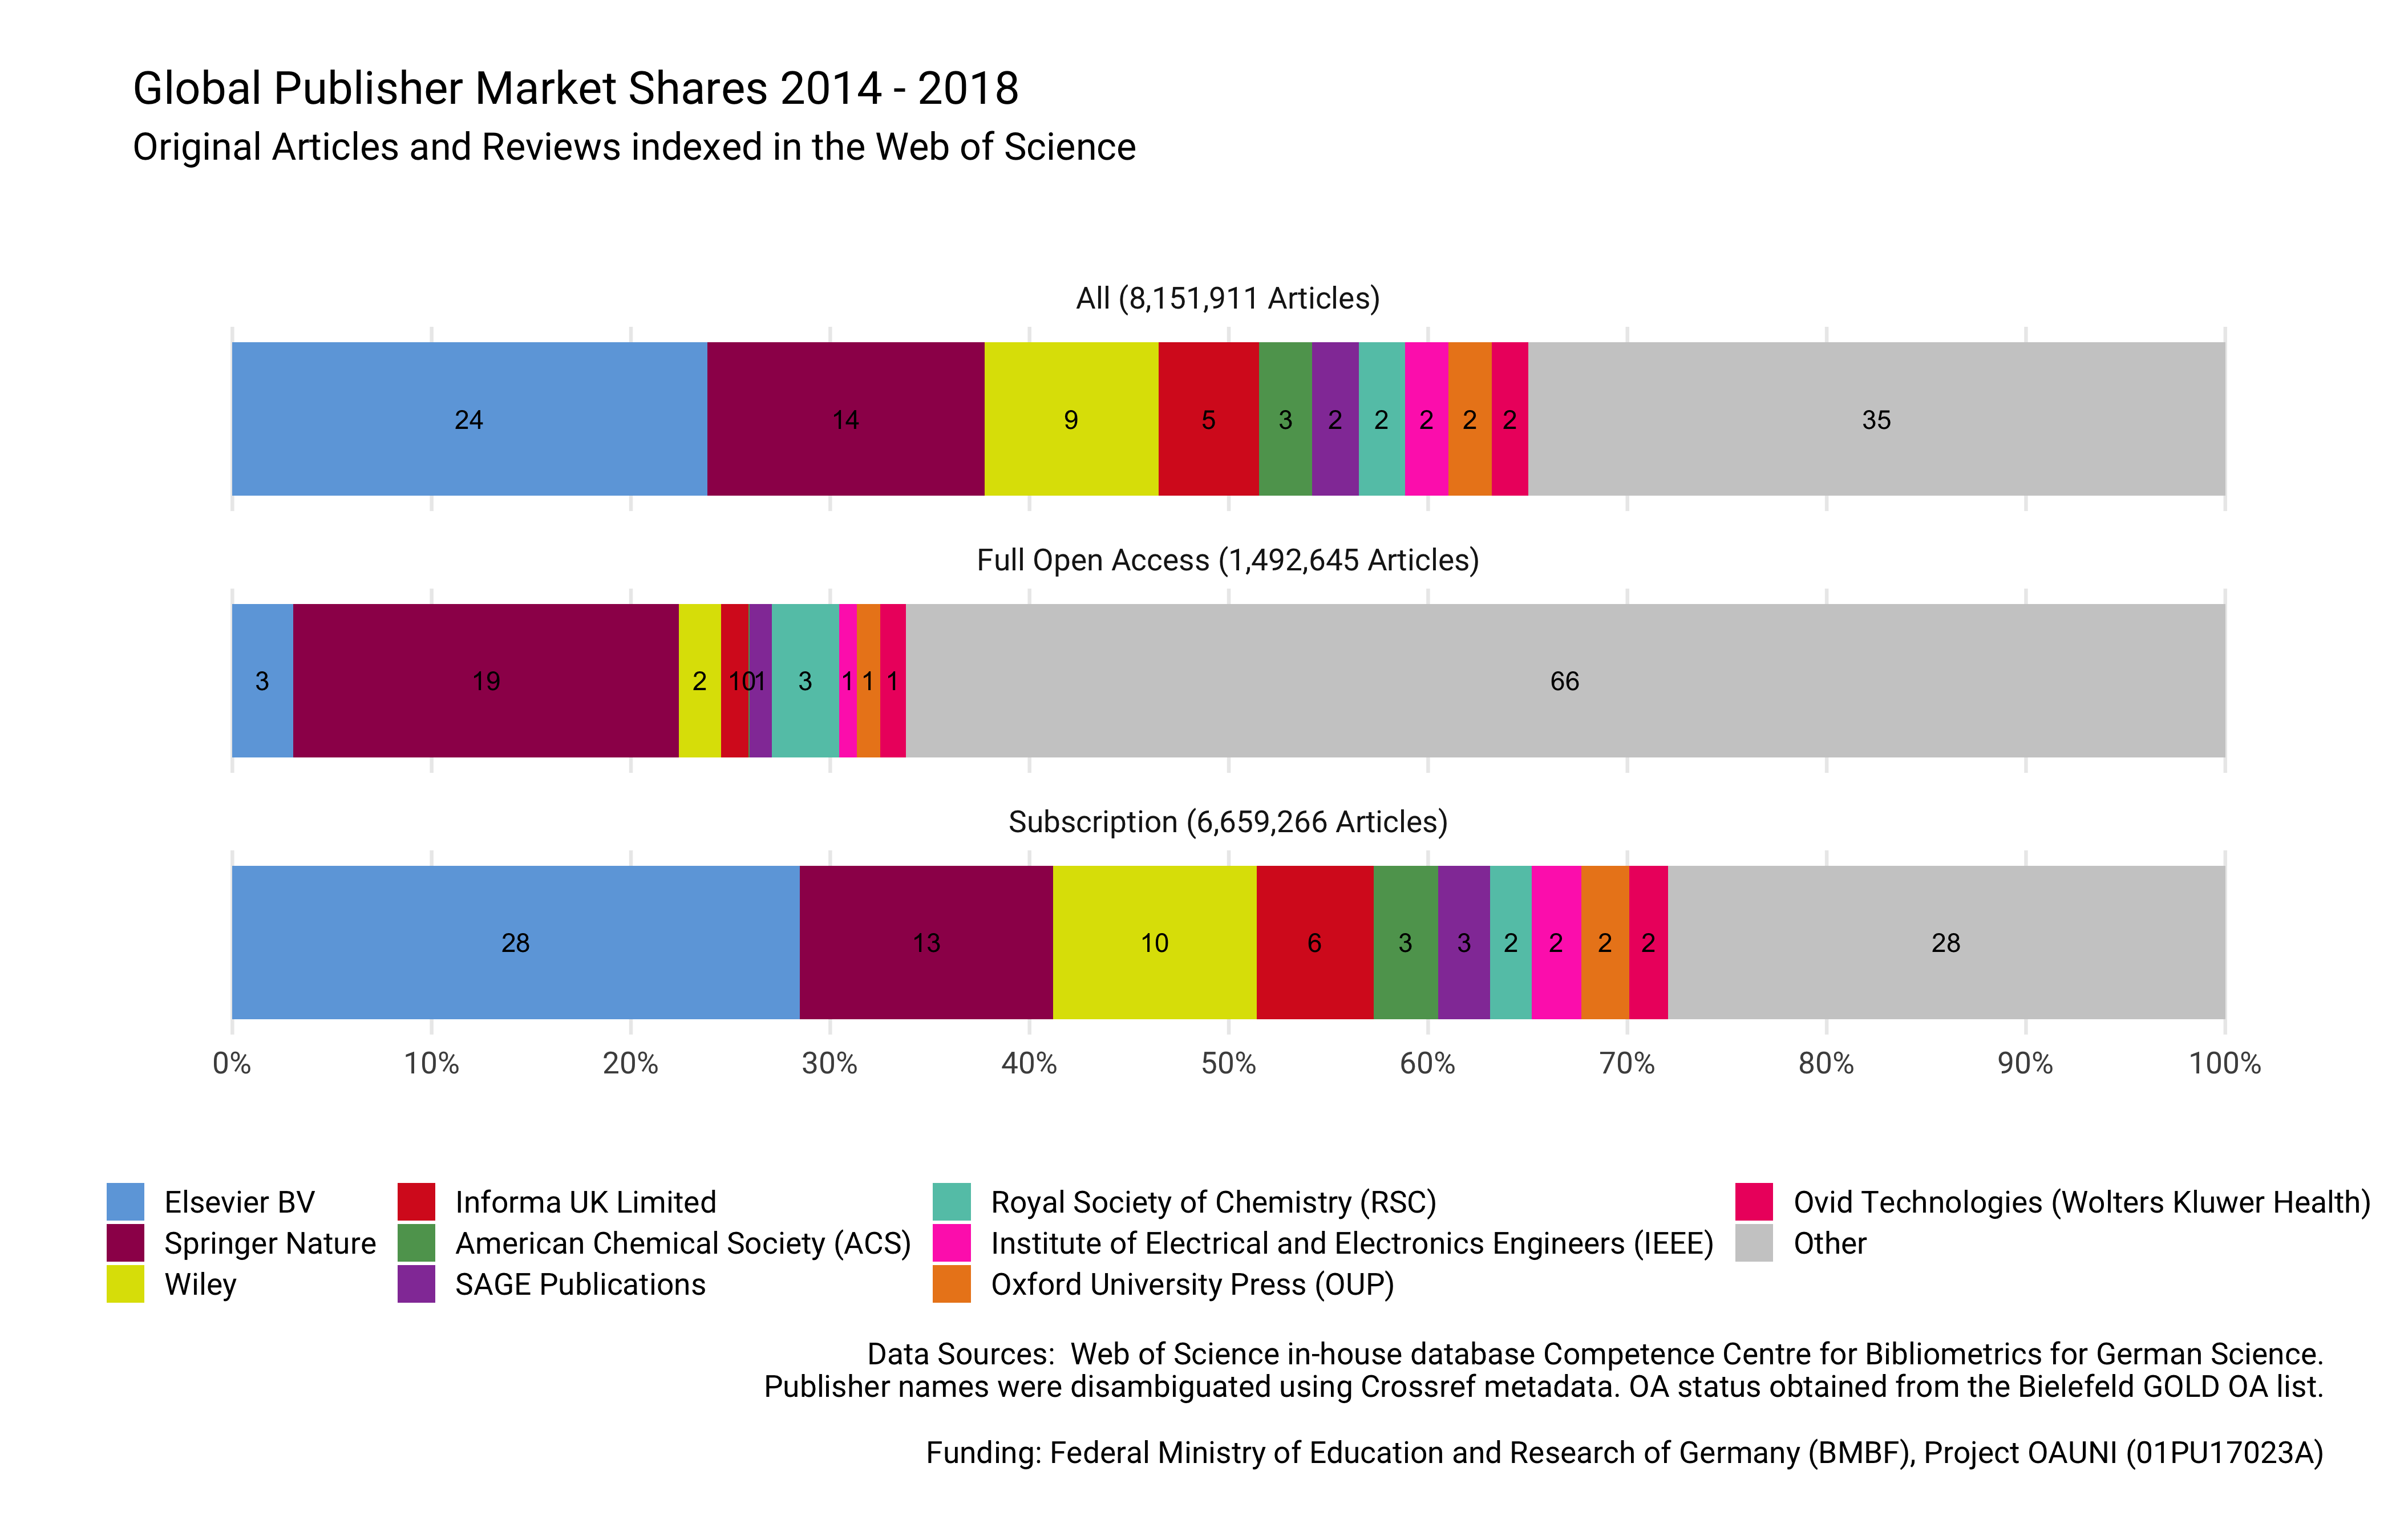 Global Publisher Market Shares 2014 - 2018
Original Articles and Reviews indexed in the Web of Science
All (8,151,911 Articles)
24 14 9 5 3 2 2 2 2 2 35
Full Open Access (1,492,645 Articles)
3 19 2 1 0 1 3 1 1 1 66
Subscription (6,659,266 Articles)
28 13 10 6 3 3 2 2 2 2 28
0% 10% 20% 30% 40% 50% 60% 70% 80% 90% 100%
Elsevier BV
Springer Nature
Wiley
Informa UK Limited
American Chemical Society (ACS)
SAGE Publications
Royal Society of Chemistry (RSC)
Institute of Electrical and Electronics Engineers (IEEE)
Oxford University Press (OUP)
Ovid Technologies (Wolters Kluwer Health)
Other
Data Sources:  Web of Science in-house database Competence Centre for Bibliometrics for German Science.
Publisher names were disambiguated using Crossref metadata. OA status obtained from the Bielefeld GOLD OA list.
Funding: Federal Ministry of Education and Research of Germany (BMBF), Project OAUNI (01PU17023A)